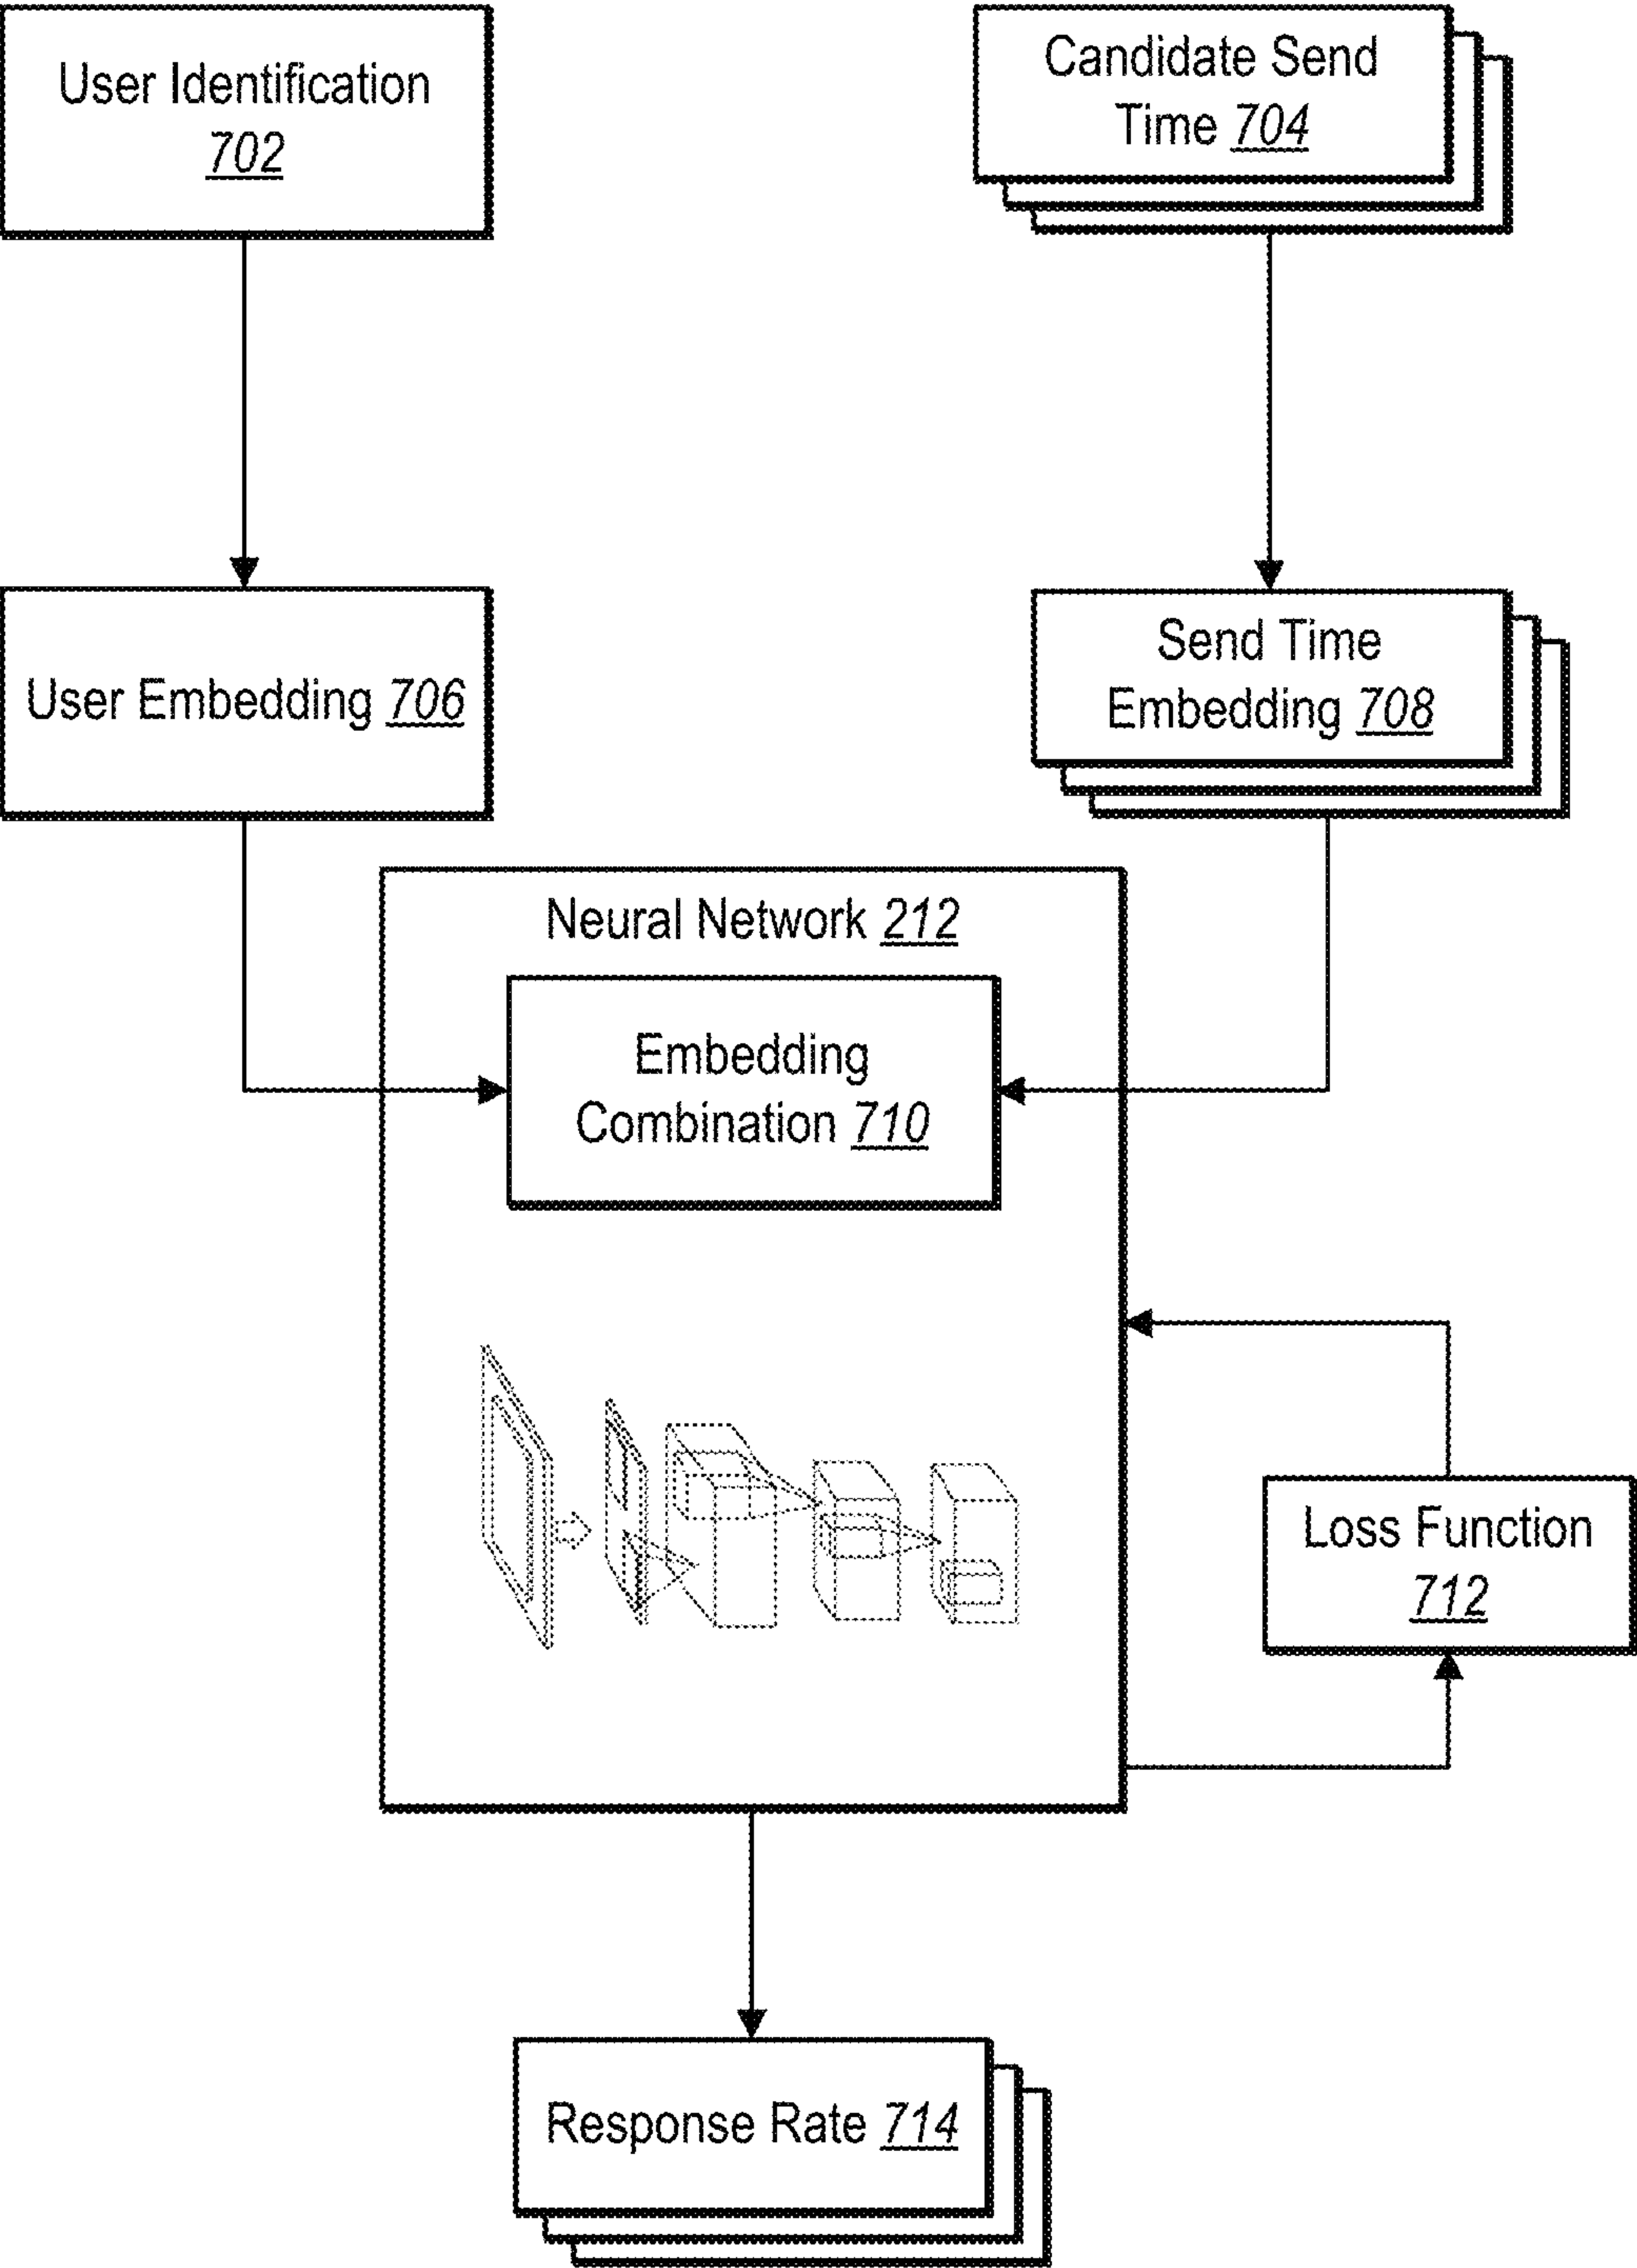 User Identification
702
Candidate Send
Time 704
User Embedding 706
Send Time
Embedding 708
Neural Network 212
Embedding
Combination 710
Loss Function
712
Response Rate 714